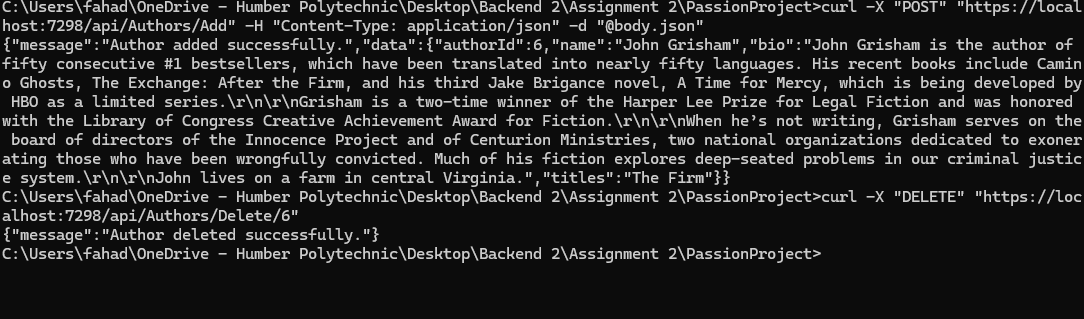 C:\Users\fahad\OneDrive - Humber Polytechnic\Desktop\Backend 2\Assignment 2\PassionProject>curl -X "POST" "https://local
host:7298/api/Authors/Add" -H "Content-Type: application/json" -d "@body.json"
{"message":"Author added successfully.","data":{"authorId":6,"name":"John Grisham","bio":"John Grisham is the author of
fifty consecutive #1 bestsellers, which have been translated into nearly fifty languages. His recent books include Camin
o Ghosts, The Exchange: After the Firm, and his third Jake Brigance novel, A Time for Mercy, which is being developed by
 HBO as a limited series.\r\n\r\nGrisham is a two-time winner of the Harper Lee Prize for Legal Fiction and was honored
with the Library of Congress Creative Achievement Award for Fiction.\r\n\r\nWhen he’s not writing, Grisham serves on the
 board of directors of the Innocence Project and of Centurion Ministries, two national organizations dedicated to exoner
ating those who have been wrongfully convicted. Much of his fiction explores deep-seated problems in our criminal justic
e system.\r\n\r\nJohn lives on a farm in central Virginia.","titles":"The Firm"}}
C:\Users\fahad\OneDrive - Humber Polytechnic\Desktop\Backend 2\Assignment 2\PassionProject>curl -X "DELETE" "https://loc
alhost:7298/api/Authors/Delete/6"
{"message":"Author deleted successfully."}
C:\Users\fahad\OneDrive - Humber Polytechnic\Desktop\Backend 2\Assignment 2\PassionProject>